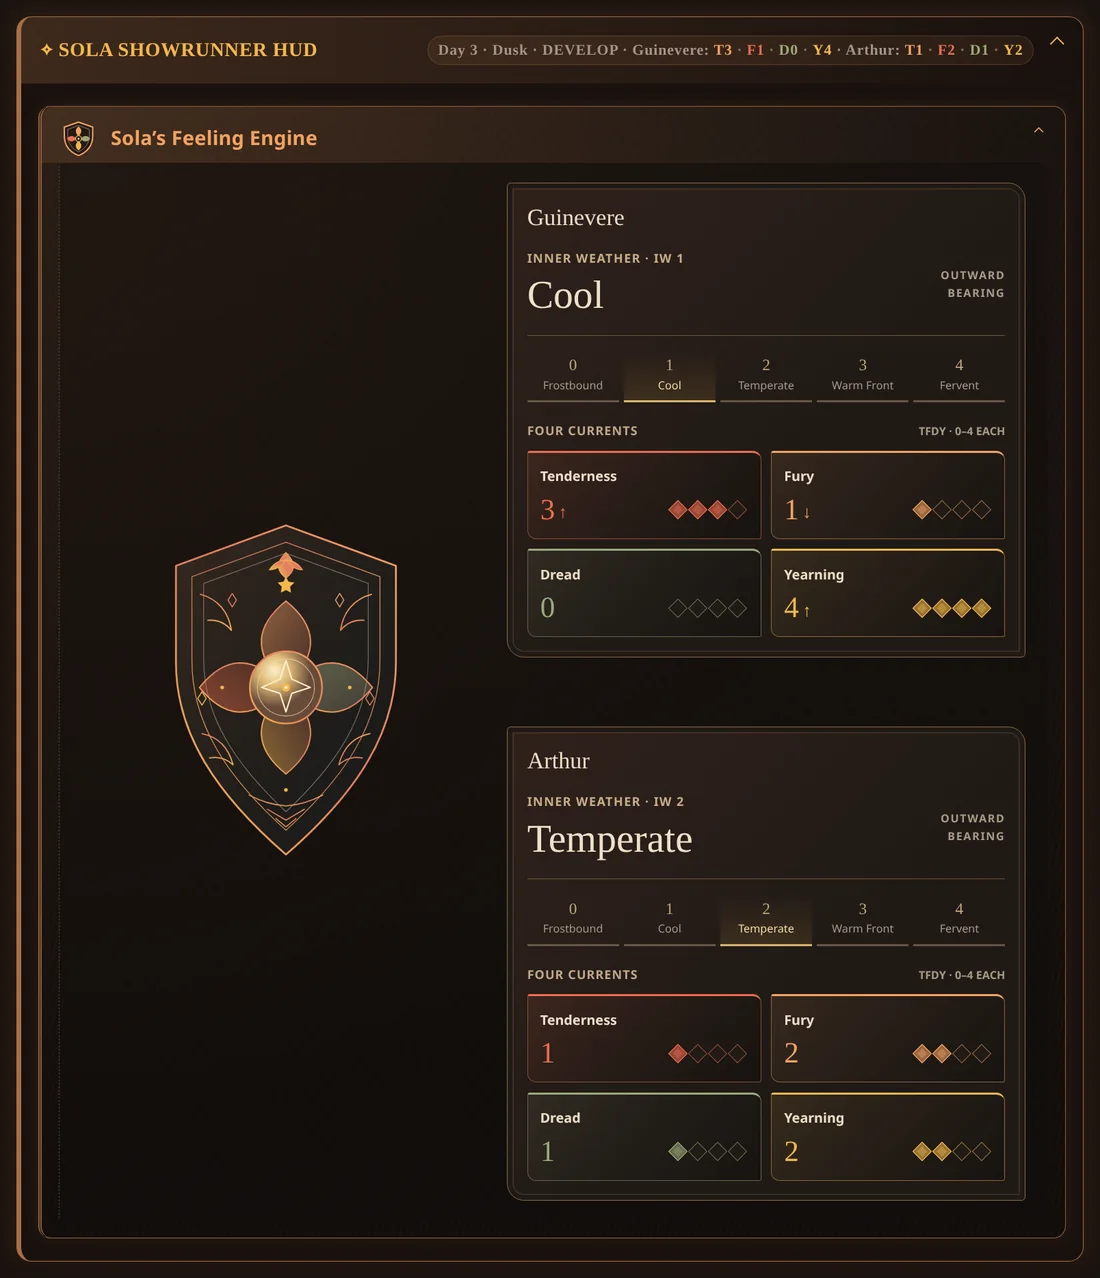 ✧ SOLA SHOWRUNNER HUD
Day 3 · Dusk · DEVELOP · Guinevere: T3 · F1 · D0 · Y4 · Arthur: T1 · F2 · D1 · Y2
Sola’s Feeling Engine
Guinevere
INNER WEATHER · IW 1
Cool
OUTWARD
BEARING
0 1 2 3 4
Frostbound Cool Temperate Warm Front Fervent
FOUR CURRENTS TFDY · 0–4 EACH
Tenderness Fury
3 ↑ 1 ↓
Dread Yearning
0 4 ↑
Arthur
INNER WEATHER · IW 2
Temperate
OUTWARD
BEARING
0 1 2 3 4
Frostbound Cool Temperate Warm Front Fervent
FOUR CURRENTS TFDY · 0–4 EACH
Tenderness Fury
1 2
Dread Yearning
1 2